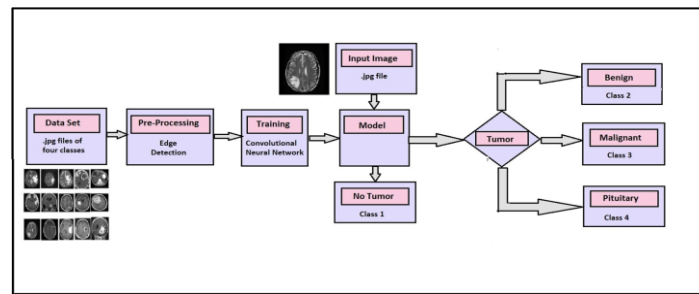 Data Set
.jpg files of
four classes
Pre-Processing
Edge
Detection
Training
Convolutional
Neural Network
Input Image
.jpg file
Model
No Tumor
Class 1
Tumor
Benign
Class 2
Malignant
Class 3
Pituitary
Class 4